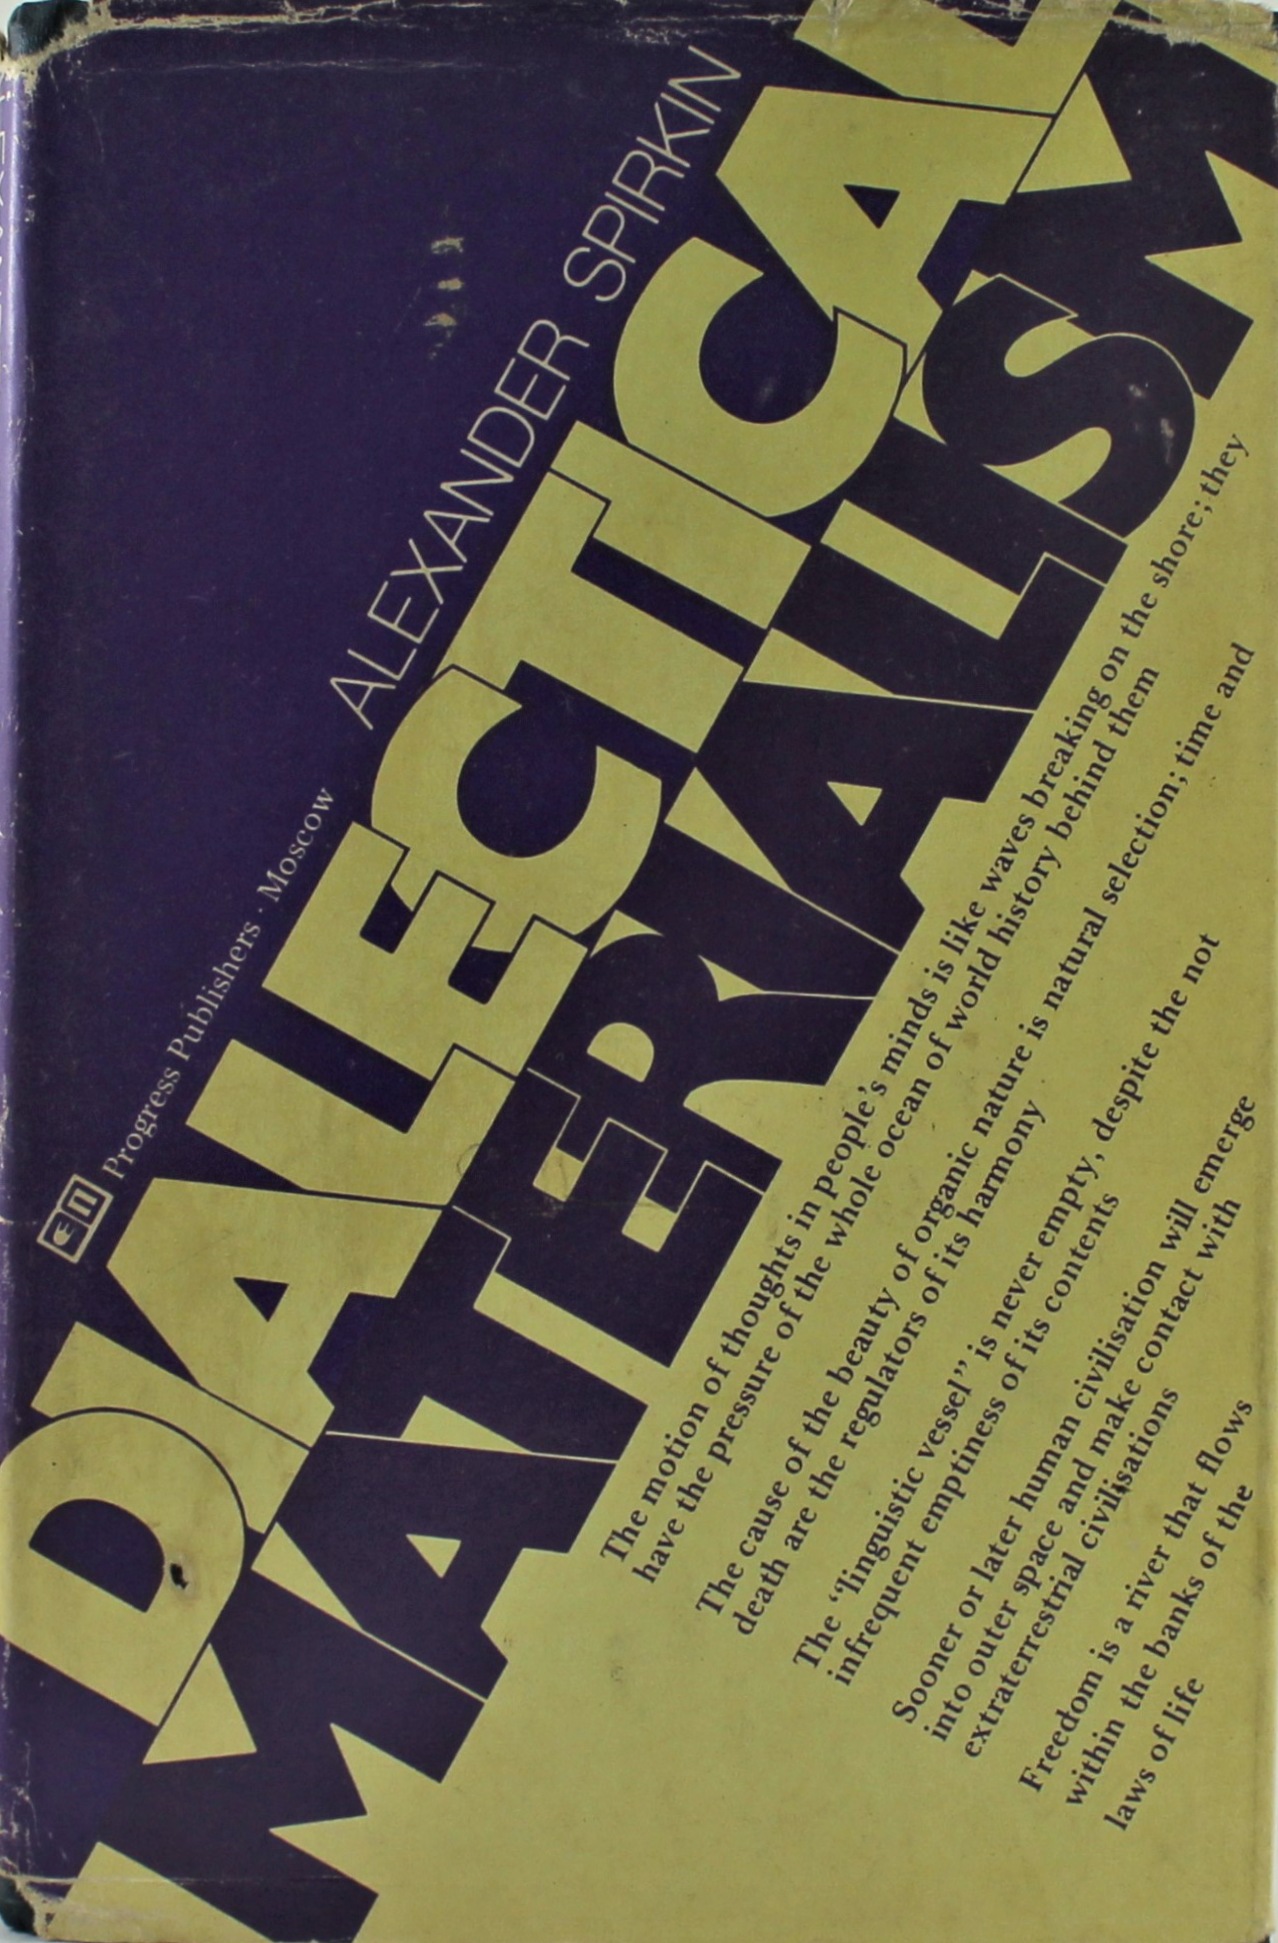 Progress Publishers · Moscow
ALEXANDER SPIRKIN
DIALECTICAL
MATERIALISM
The motion of thoughts in people's minds is like waves breaking on the shore; they
have the pressure of the whole ocean of world history behind them
The cause of the beauty of organic nature is natural selection; time and
death are the regulators of its harmony
The “linguistic vessel” is never empty, despite the not
infrequent emptiness of its contents
Sooner or later human civilisation will emerge
into outer space and make contact with
extraterrestrial civilisations
Freedom is a river that flows
within the banks of the
laws of life